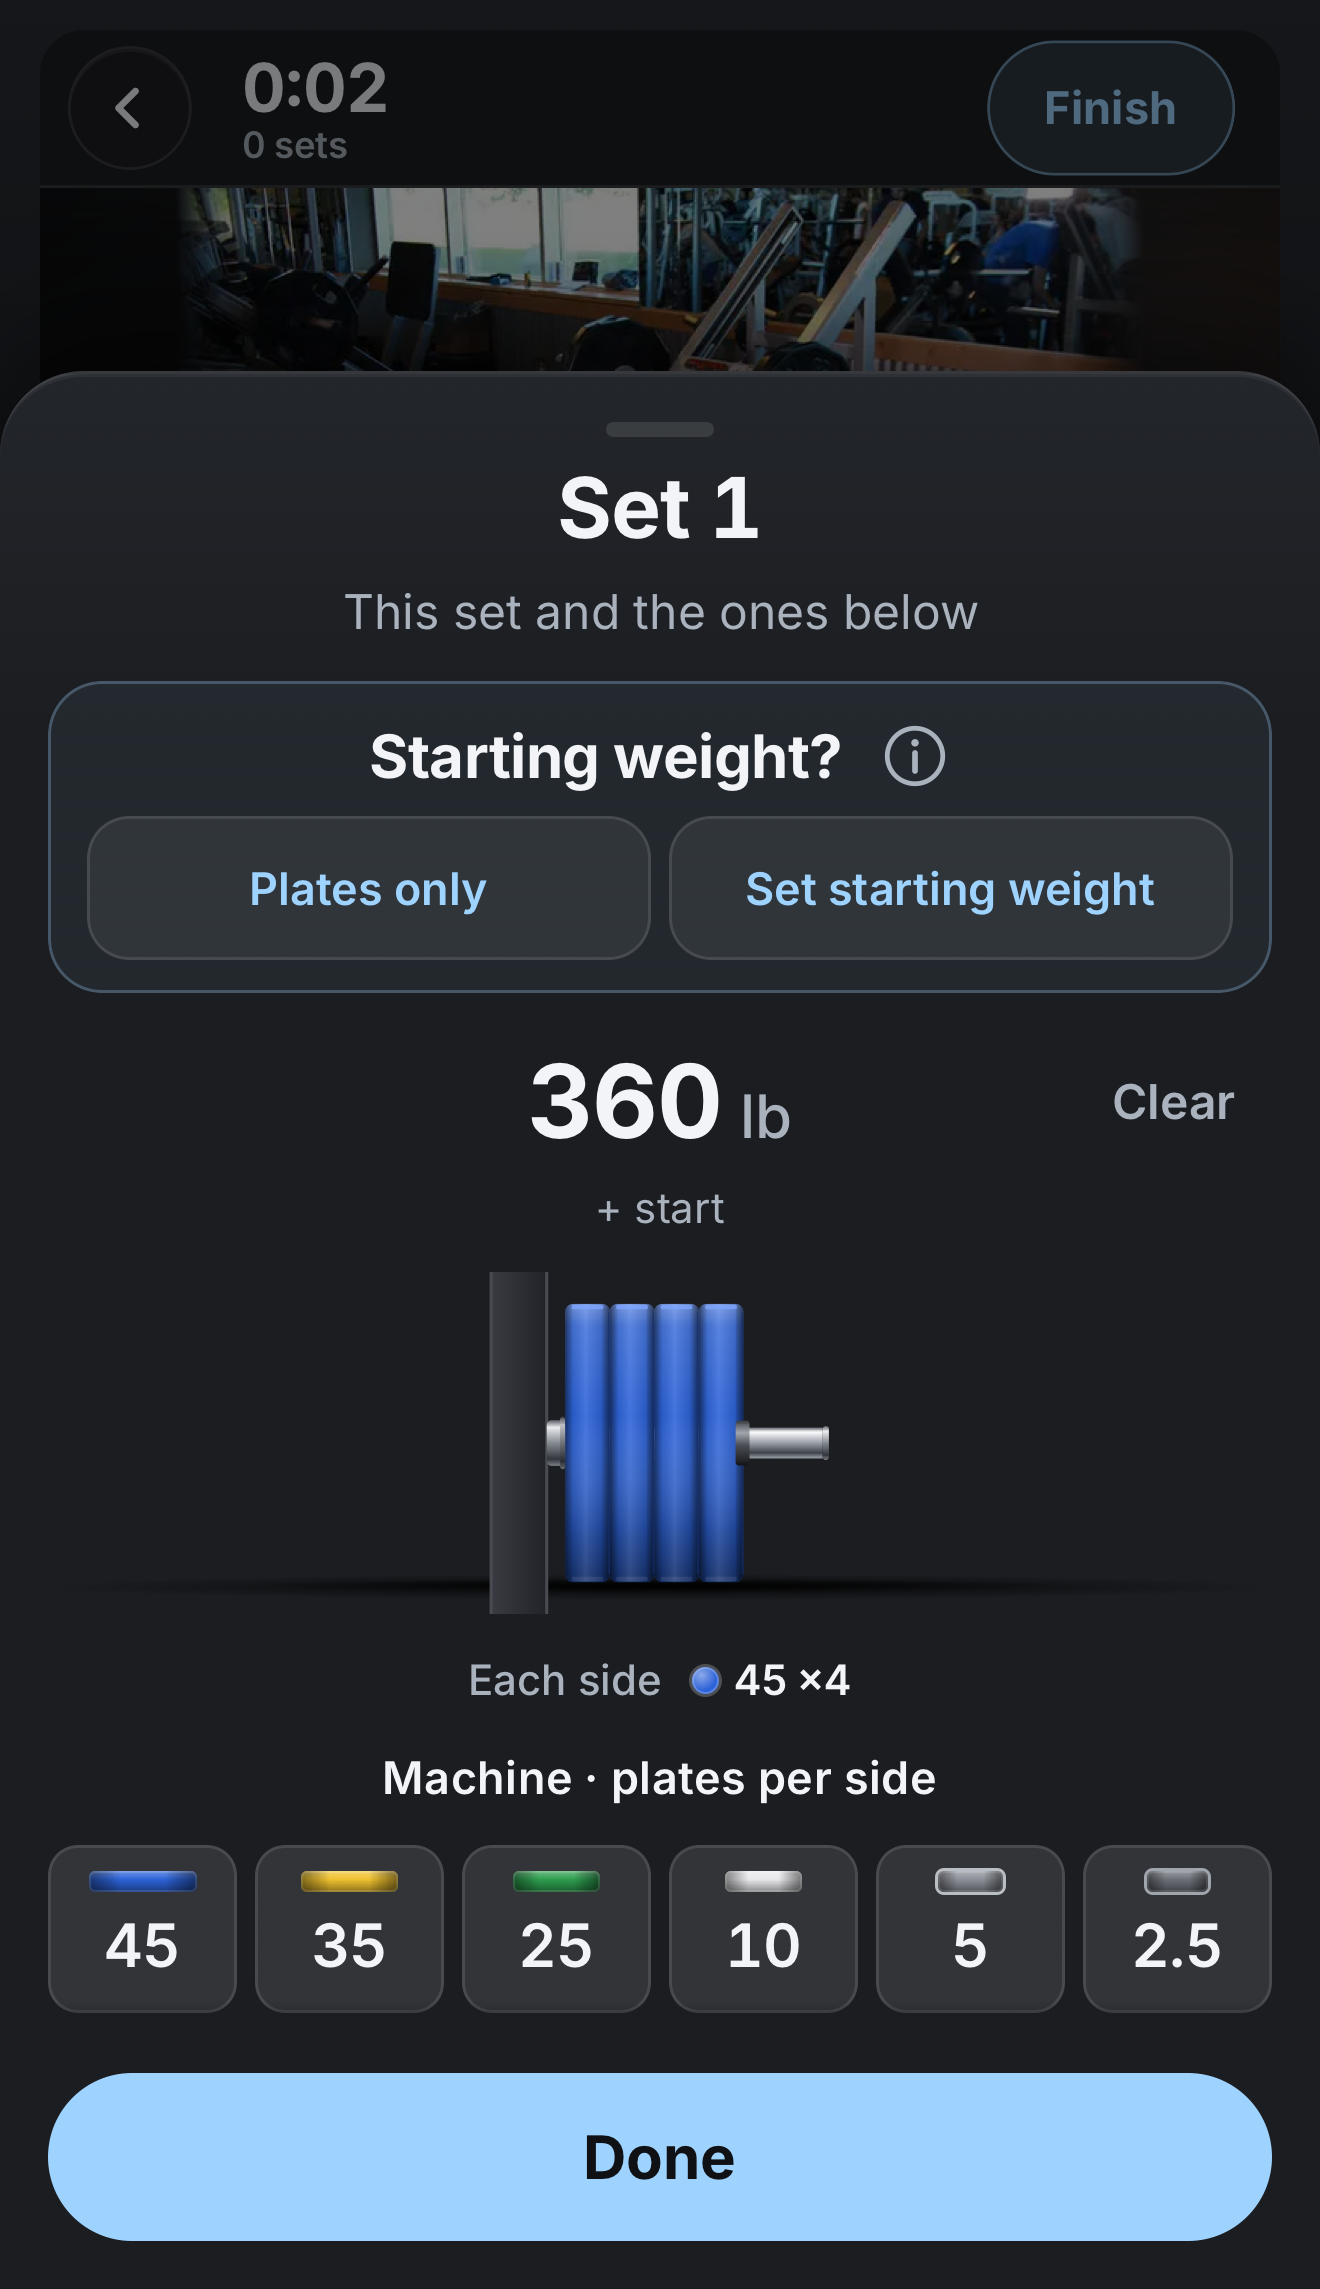 0:02
0 sets
Finish
Set 1
This set and the ones below
Starting weight?
Plates only
Set starting weight
360 lb
Clear
+ start
Each side 45 ×4
Machine · plates per side
45 35 25 10 5 2.5
Done